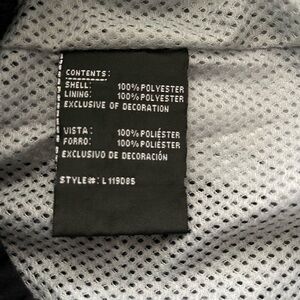 CONTENTS:
SHELL: 100% POLYESTER
LINING: 100% POLYESTER
EXCLUSIVE OF DECORATION
VISTA: 100% POLIÉSTER
FORRO: 100% POLIÉSTER
EXCLUSIVO DE DECORACIÓN
STYLE#: L119D85